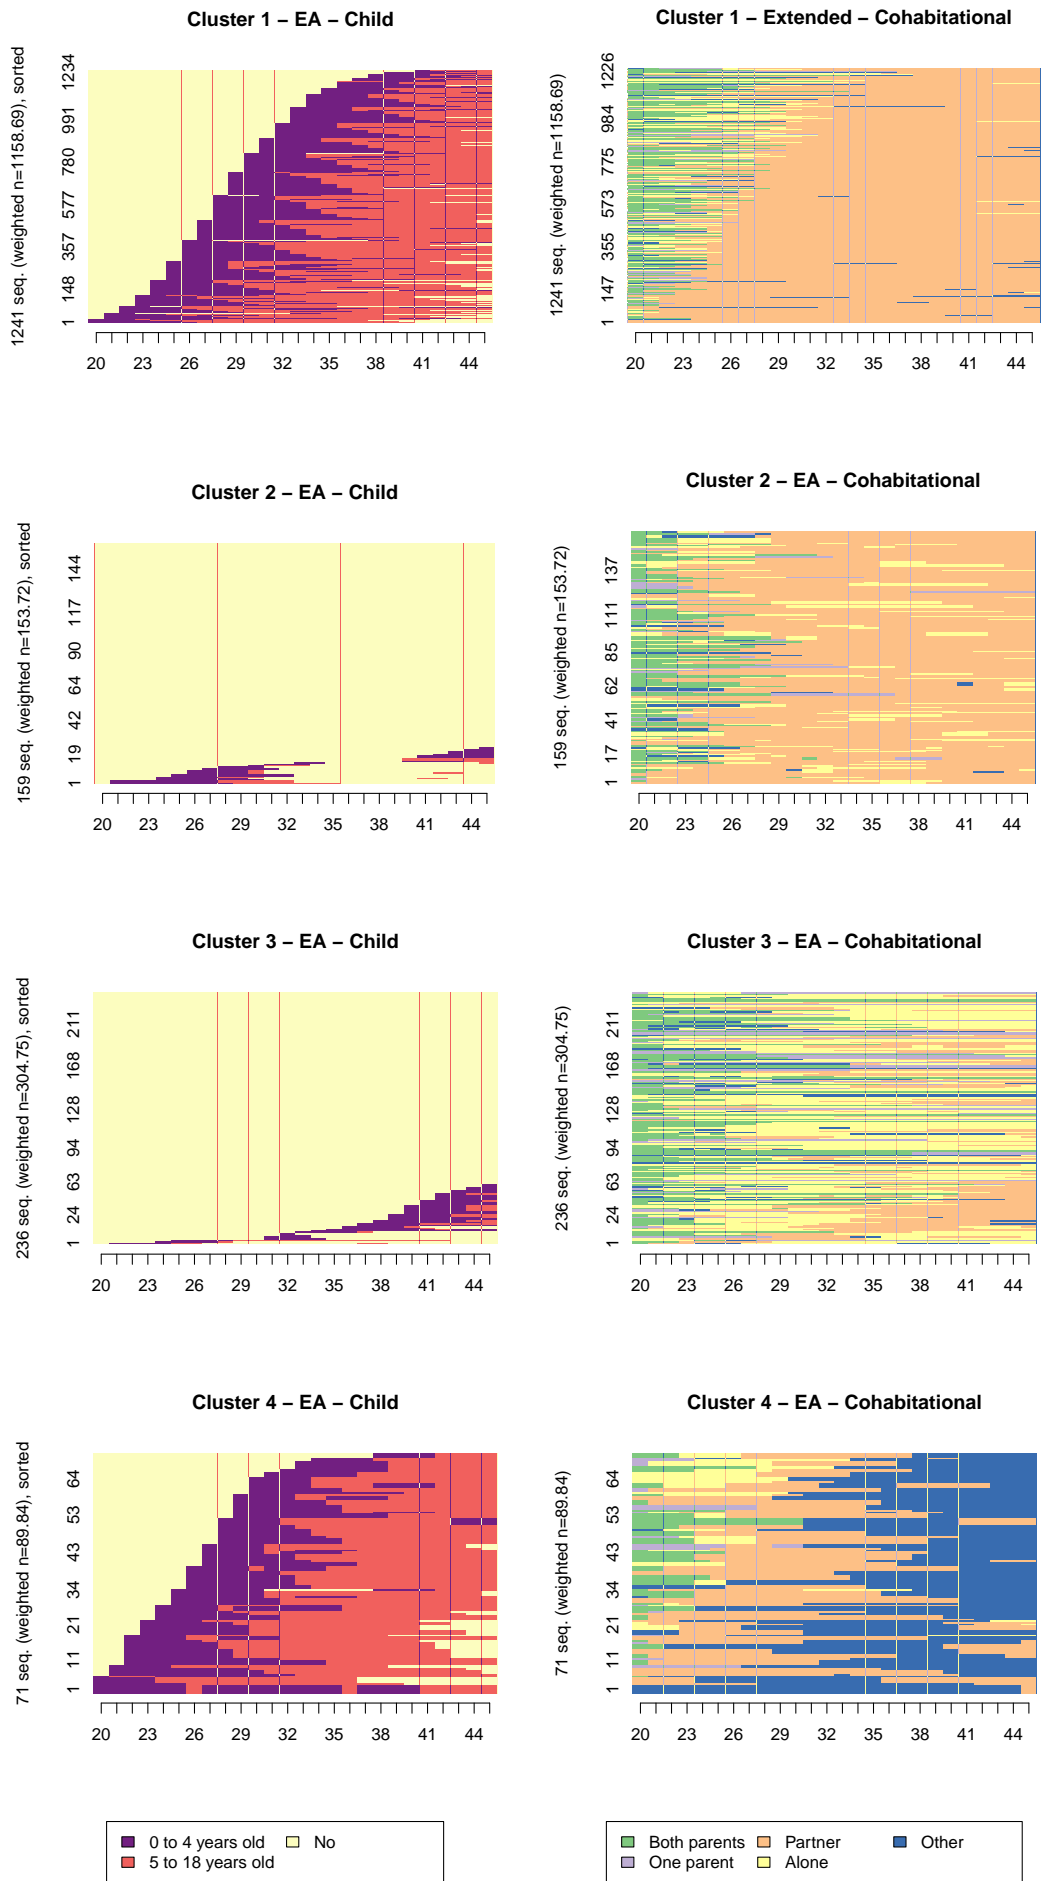 Cluster 1 − EA − Child
1241 seq. (weighted n=1158.69), sorted
1 148 357 577 780 991 1234
20 23 26 29 32 35 38 41 44
Cluster 1 − Extended − Cohabitational
1241 seq. (weighted n=1158.69)
1 147 355 573 775 984 1226
20 23 26 29 32 35 38 41 44
Cluster 2 − EA − Child
159 seq. (weighted n=153.72), sorted
1 19 42 64 90 117 144
20 23 26 29 32 35 38 41 44
Cluster 2 − EA − Cohabitational
159 seq. (weighted n=153.72)
1 17 41 62 85 111 137
20 23 26 29 32 35 38 41 44
Cluster 3 − EA − Child
236 seq. (weighted n=304.75), sorted
1 24 63 94 128 168 211
20 23 26 29 32 35 38 41 44
Cluster 3 − EA − Cohabitational
236 seq. (weighted n=304.75)
1 24 63 94 128 168 211
20 23 26 29 32 35 38 41 44
Cluster 4 − EA − Child
71 seq. (weighted n=89.84), sorted
1 11 21 34 43 53 64
20 23 26 29 32 35 38 41 44
Cluster 4 − EA − Cohabitational
71 seq. (weighted n=89.84)
1 11 21 34 43 53 64
20 23 26 29 32 35 38 41 44
0 to 4 years old No
5 to 18 years old
Both parents Partner Other
One parent Alone